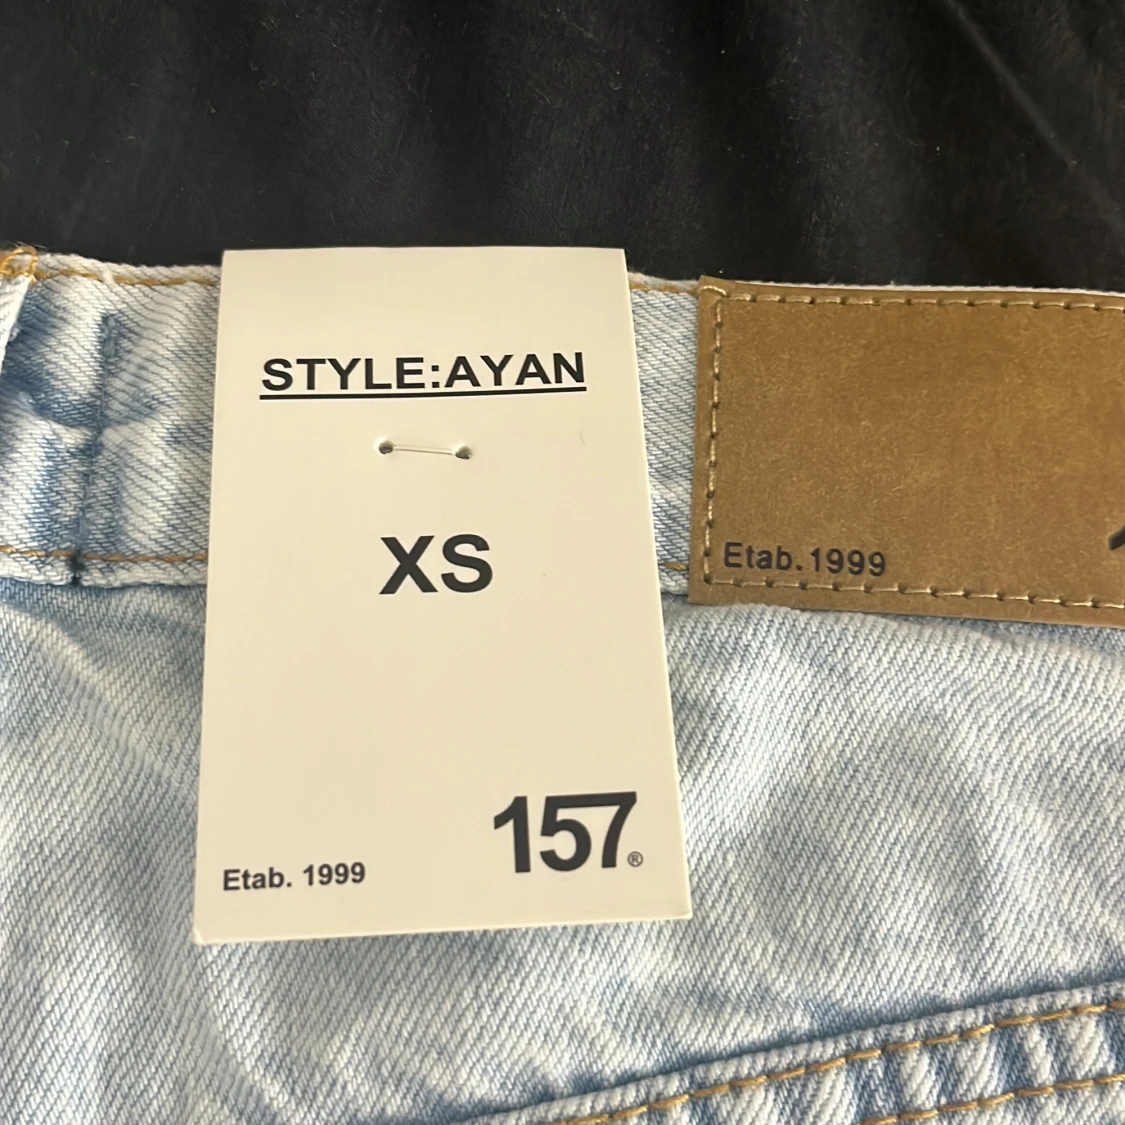 STYLE:AYAN
XS
157®
Etab. 1999
Etab.1999